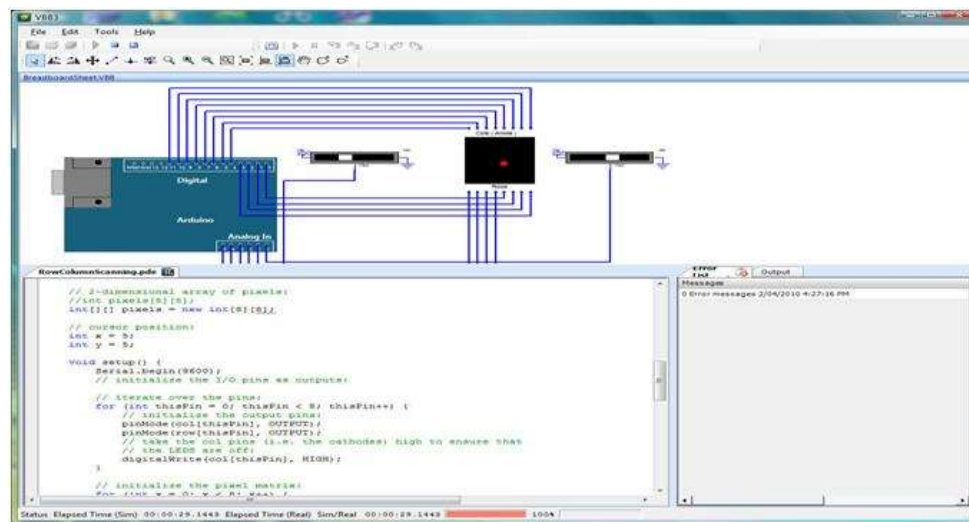 VBB3
File Edit Tools Help
BreadboardSheet.VBB
Cols (Anode)
Digital
Rows
Arduino
Analog In
RowColumnScanning.pde
Error List
Output
Messages
0 Error messages 2/04/2010 4:27:16 PM
// 2-dimensional array of pixels:
//int pixels[8][8];
int[][] pixels = new int[8][8];
// cursor position:
int x = 5;
int y = 5;
Void setup() {
Serial.begin(9600);
// initialize the I/O pins as outputs:
// iterate over the pins:
for (int thisPin = 0; thisPin < 8; thisPin++) {
// initialize the output pins:
pinMode(col[thisPin], OUTPUT);
pinMode(row[thisPin], OUTPUT);
// take the col pins (i.e. the cathodes) high to ensure that
// the LEDS are off:
digitalWrite(col[thisPin], HIGH);
}
// initialize the pixel matrix:
for (int x = 0; x < 8; x++) {
Status Elapsed Time (Sim) 00:00:29.1443 Elapsed Time (Real) Sim/Real 00:00:29.1443 100%